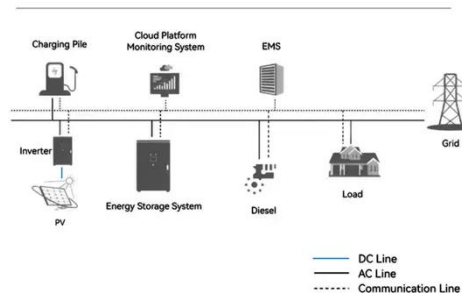 Charging Pile
Cloud Platform
Monitoring System
EMS
Grid
Inverter
PV
Energy Storage System
Diesel
Load
DC Line
AC Line
Communication Line